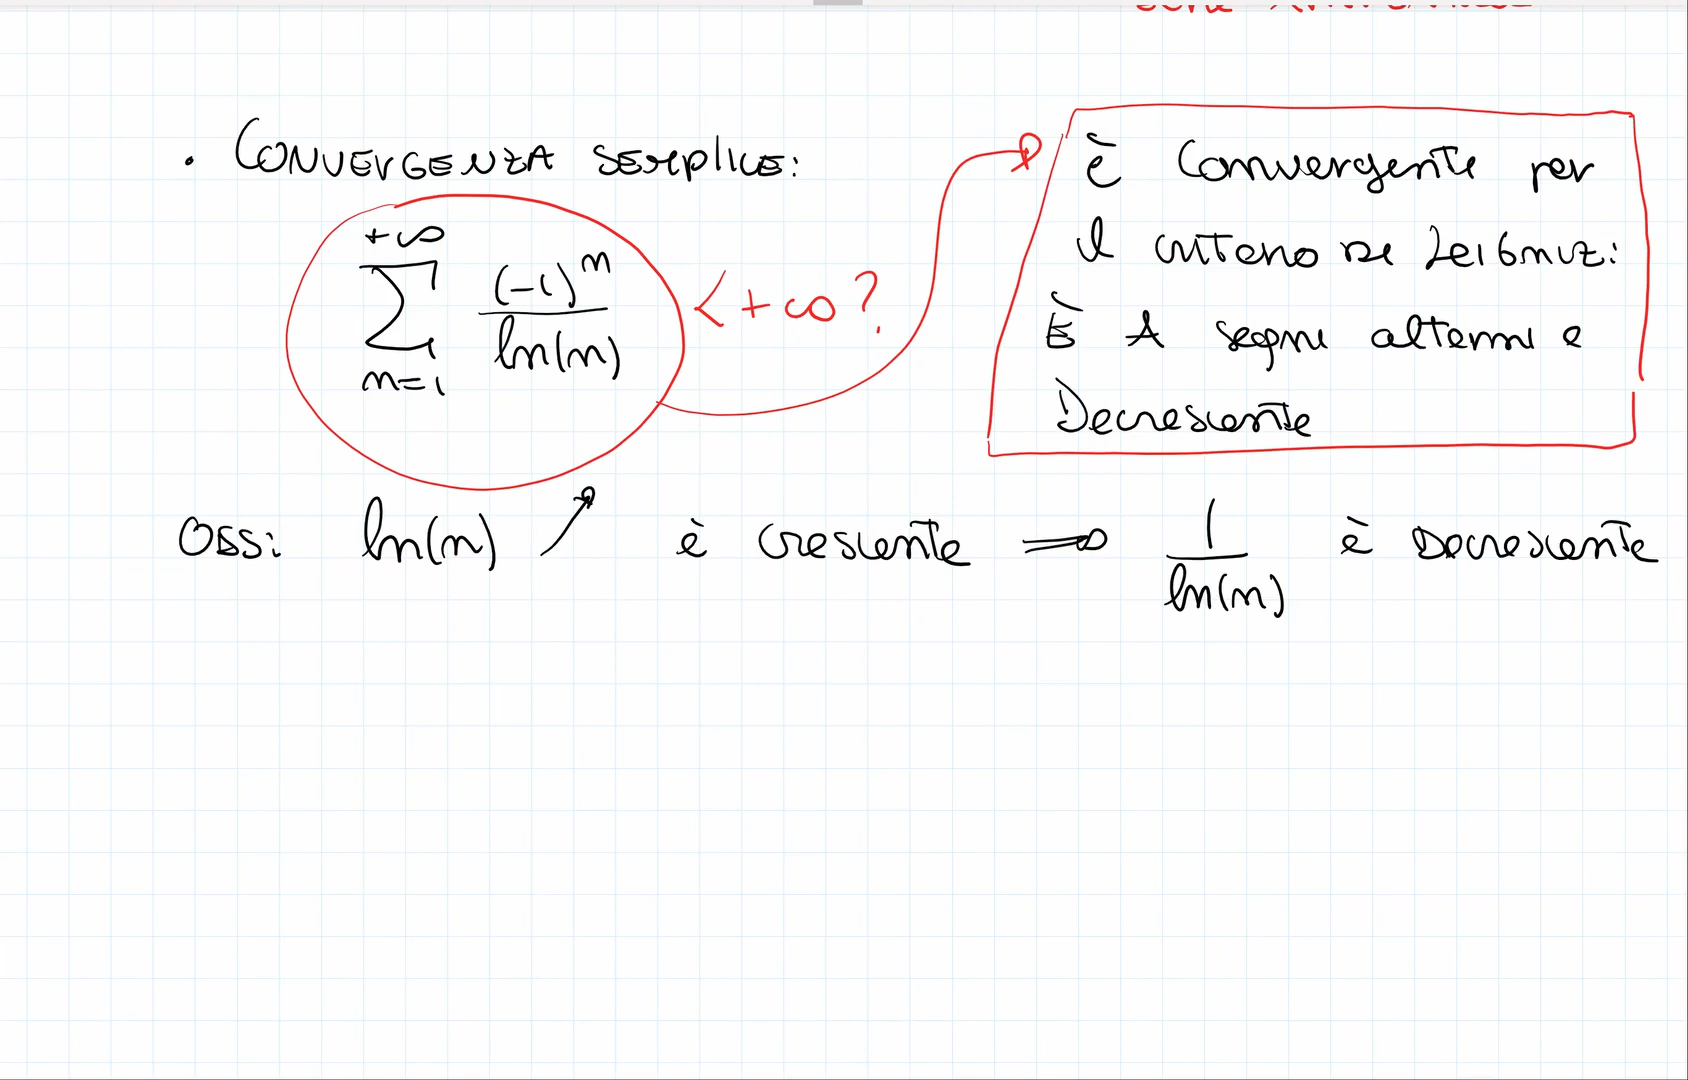 • CONVERGENZA SEMPLICE:
+∞
∑ (-1)^n / ln(n) < +∞ ?
n=1
è convergente per
il criterio di Leibniz:
È A segni alterni e
Decrescente
OSS: ln(n) ↗ è crescente ⟹ 1 / ln(n) è Decrescente